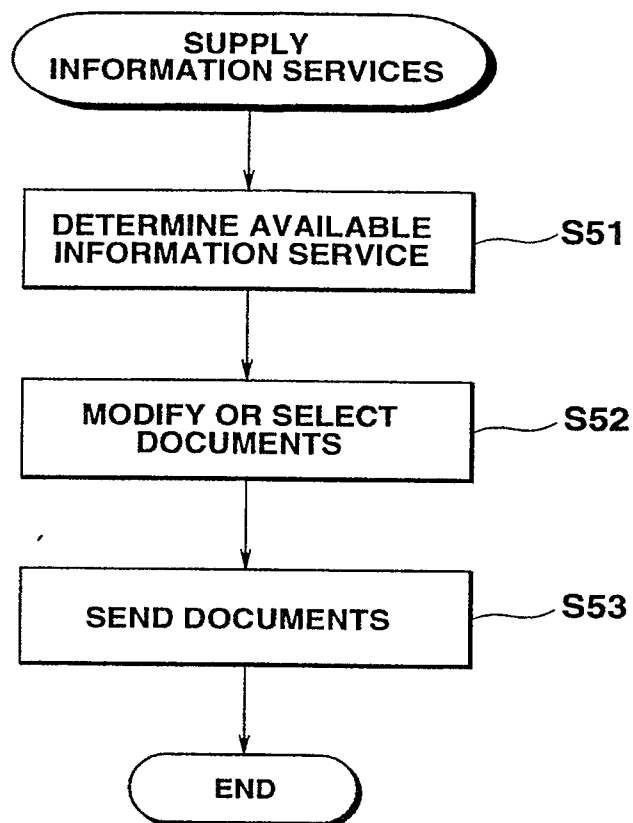 SUPPLY
INFORMATION SERVICES
DETERMINE AVAILABLE
INFORMATION SERVICE
S51
MODIFY OR SELECT
DOCUMENTS
S52
SEND DOCUMENTS
S53
END